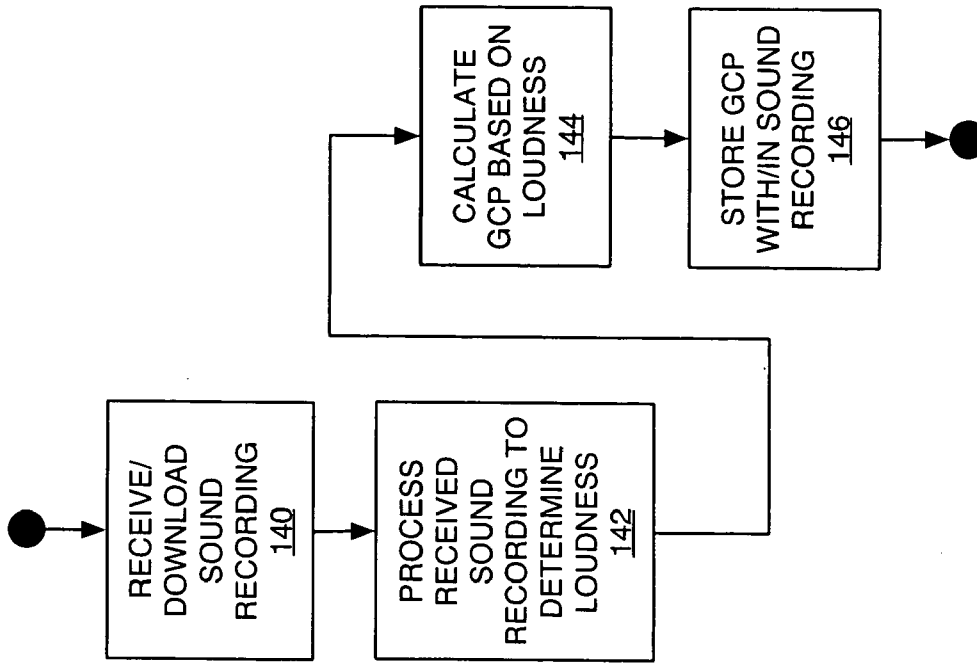 RECEIVE/
DOWNLOAD
SOUND
RECORDING
140
PROCESS
RECEIVED
SOUND
RECORDING TO
DETERMINE
LOUDNESS
142
CALCULATE
GCP BASED ON
LOUDNESS
144
STORE GCP
WITH/IN SOUND
RECORDING
146